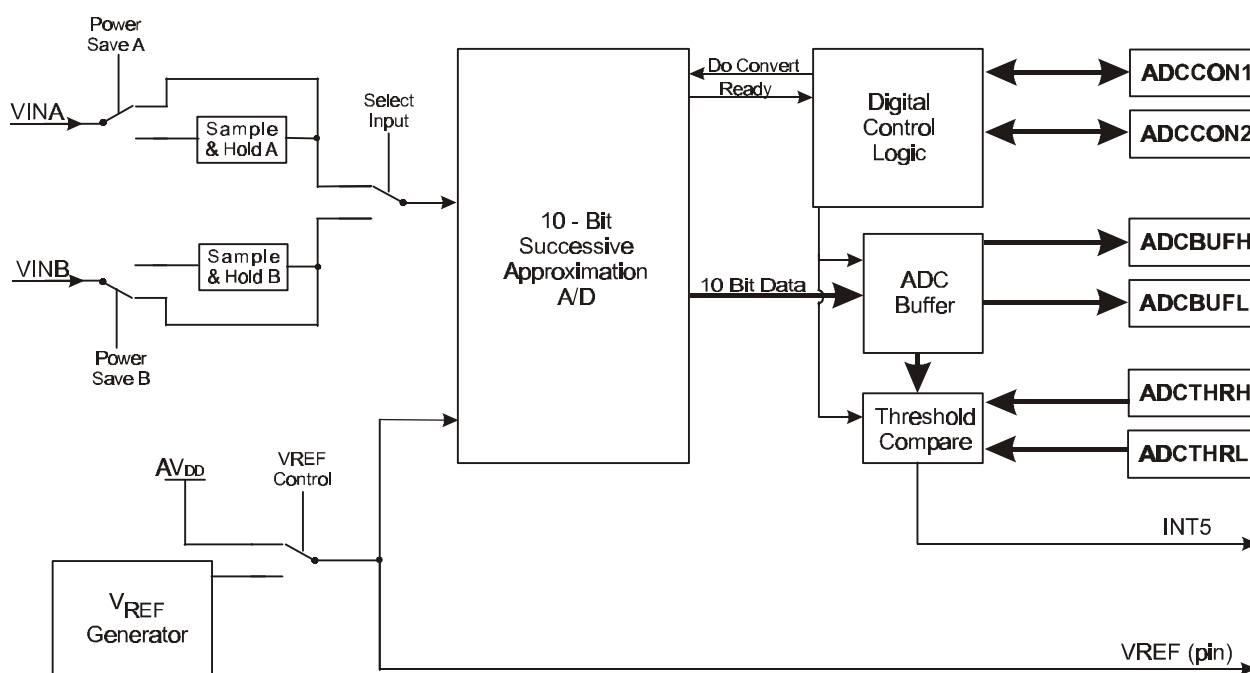 Power
Save A
VINA
Sample
& Hold A
Select
Input
VINB
Sample
& Hold B
Power
Save B
10 - Bit
Successive
Approximation
A/D
Do Convert
Ready
Digital
Control
Logic
ADCCON1
ADCCON2
10 Bit Data
ADC
Buffer
ADCBUFH
ADCBUFL
Threshold
Compare
ADCTHRH
ADCTHRL
INT5
AVDD
VREF
Control
VREF
Generator
VREF (pin)